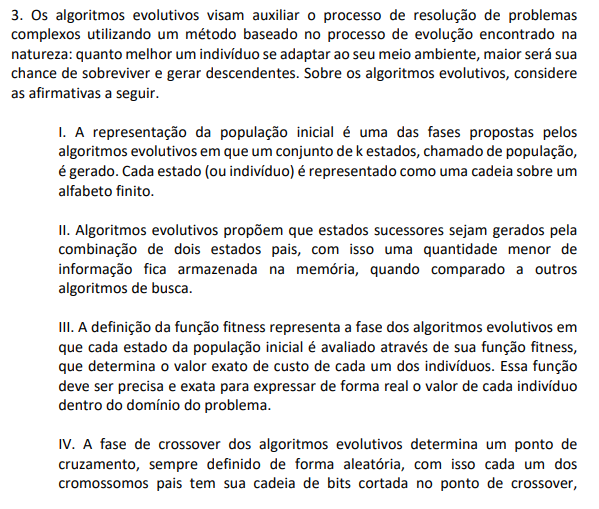 3. Os algoritmos evolutivos visam auxiliar o processo de resolução de problemas
complexos utilizando um método baseado no processo de evolução encontrado na
natureza: quanto melhor um indivíduo se adaptar ao seu meio ambiente, maior será sua
chance de sobreviver e gerar descendentes. Sobre os algoritmos evolutivos, considere
as afirmativas a seguir.
I. A representação da população inicial é uma das fases propostas pelos
algoritmos evolutivos em que um conjunto de k estados, chamado de população,
é gerado. Cada estado (ou indivíduo) é representado como uma cadeia sobre um
alfabeto finito.
II. Algoritmos evolutivos propõem que estados sucessores sejam gerados pela
combinação de dois estados pais, com isso uma quantidade menor de
informação fica armazenada na memória, quando comparado a outros
algoritmos de busca.
III. A definição da função fitness representa a fase dos algoritmos evolutivos em
que cada estado da população inicial é avaliado através de sua função fitness,
que determina o valor exato de custo de cada um dos indivíduos. Essa função
deve ser precisa e exata para expressar de forma real o valor de cada indivíduo
dentro do domínio do problema.
IV. A fase de crossover dos algoritmos evolutivos determina um ponto de
cruzamento, sempre definido de forma aleatória, com isso cada um dos
cromossomos pais tem sua cadeia de bits cortada no ponto de crossover,